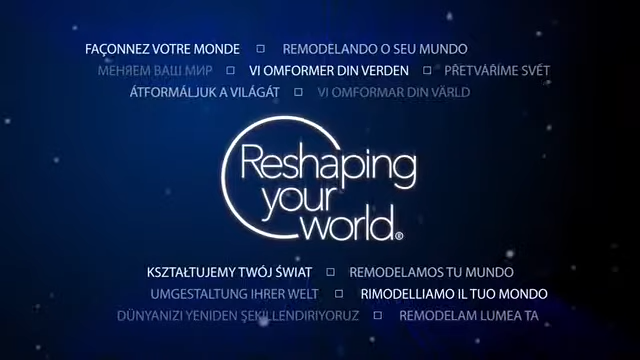 FAÇONNEZ VOTRE MONDE □ REMODELANDO O SEU MUNDO
МЕНЯЕМ ВАШ МИР □ VI OMFORMER DIN VERDEN □ PŘETVÁŘÍME SVĚT
ÁTFORMÁLJUK A VILÁGÁT □ VI OMFORMAR DIN VÄRLD
Reshaping
your
world.®
KSZTAŁTUJEMY TWÓJ ŚWIAT □ REMODELAMOS TU MUNDO
UMGESTALTUNG IHRER WELT □ RIMODELLIAMO IL TUO MONDO
DÜNYANIZI YENİDEN ŞEKİLLENDİRİYORUZ □ REMODELAM LUMEA TA